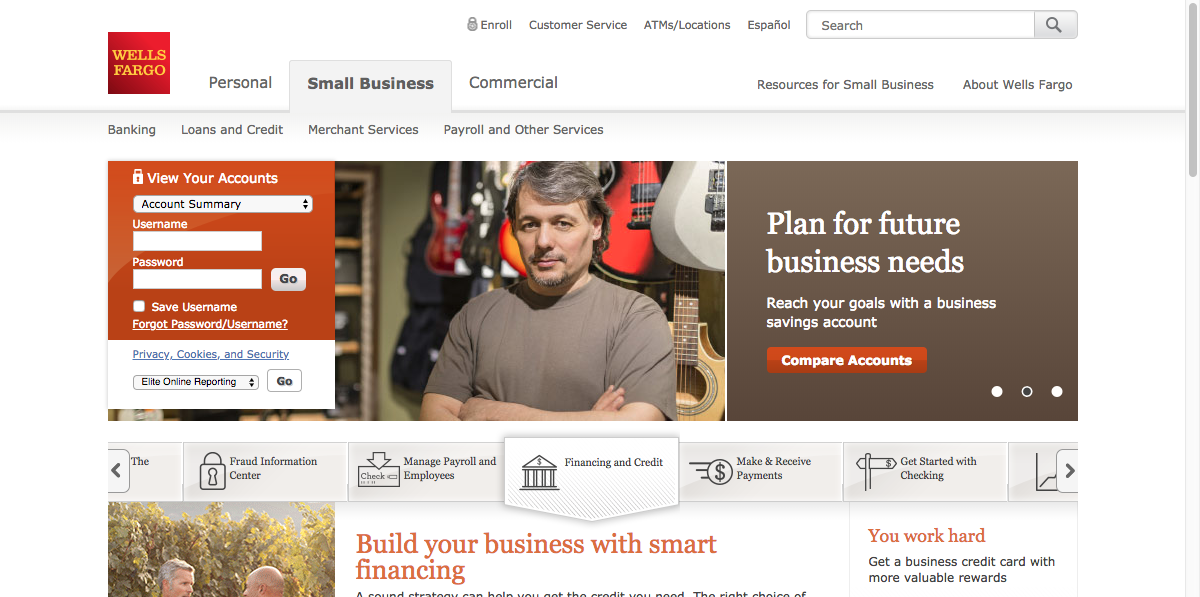 Enroll
Customer Service
ATMs/Locations
Español
Search
WELLS
FARGO
Personal
Small Business
Commercial
Resources for Small Business
About Wells Fargo
Banking
Loans and Credit
Merchant Services
Payroll and Other Services
View Your Accounts
Account Summary
Username
Password
Go
Save Username
Forgot Password/Username?
Privacy, Cookies, and Security
Elite Online Reporting
Go
Plan for future
business needs
Reach your goals with a business
savings account
Compare Accounts
The
Fraud Information
Center
Check
Manage Payroll and
Employees
$
Financing and Credit
$
Make & Receive
Payments
$
Get Started with
Checking
Build your business with smart
financing
A sound strategy can help you get the credit you need. The right choice of
You work hard
Get a business credit card with
more valuable rewards